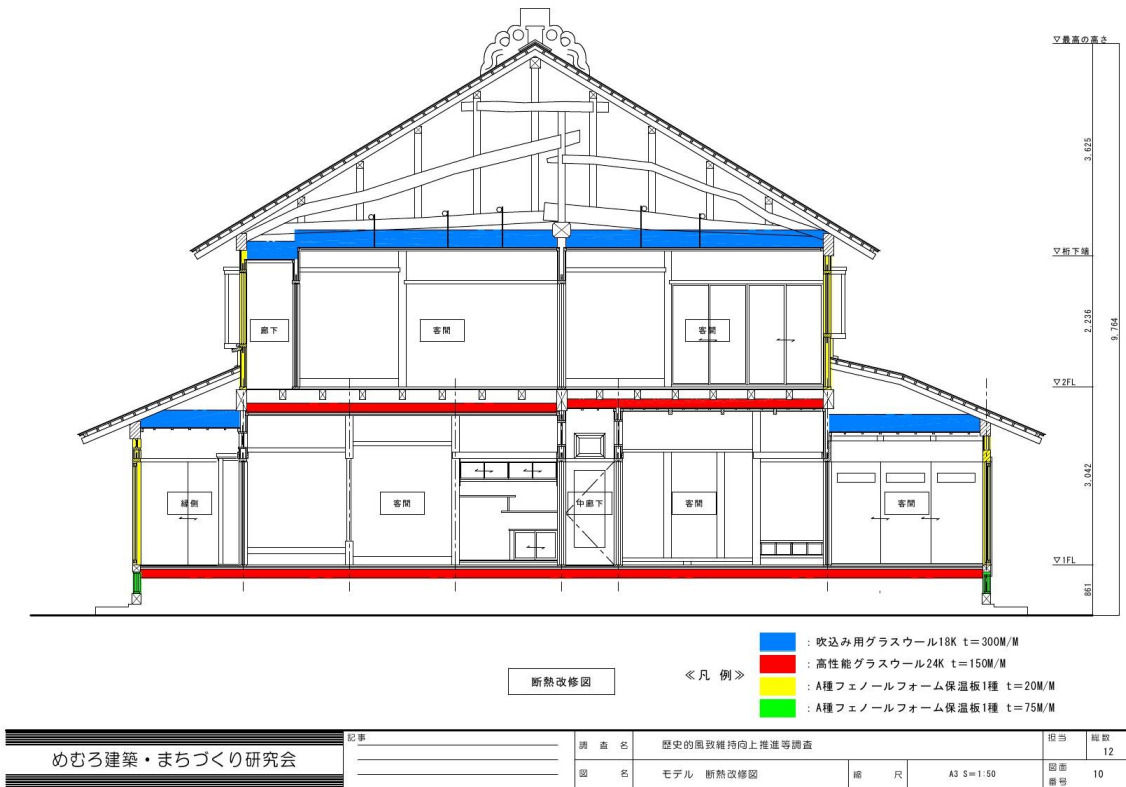 ▽最高の高さ
3.625
▽桁下端
2.236
9.764
▽2FL
3.042
▽1FL
861
廊下
客間
客間
縁側
客間
中廊下
客間
客間
断熱改修図
≪凡 例≫
：吹込み用グラスウール18K t=300M/M
：高性能グラスウール24K t=150M/M
：A種フェノールフォーム保温板1種 t=20M/M
：A種フェノールフォーム保温板1種 t=75M/M
めむろ建築・まちづくり研究会
記事
調 査 名
歴史的風致維持向上推進等調査
担当
総数
12
図 名
モデル 断熱改修図
縮 尺
A3 S=1:50
図面
番号
10